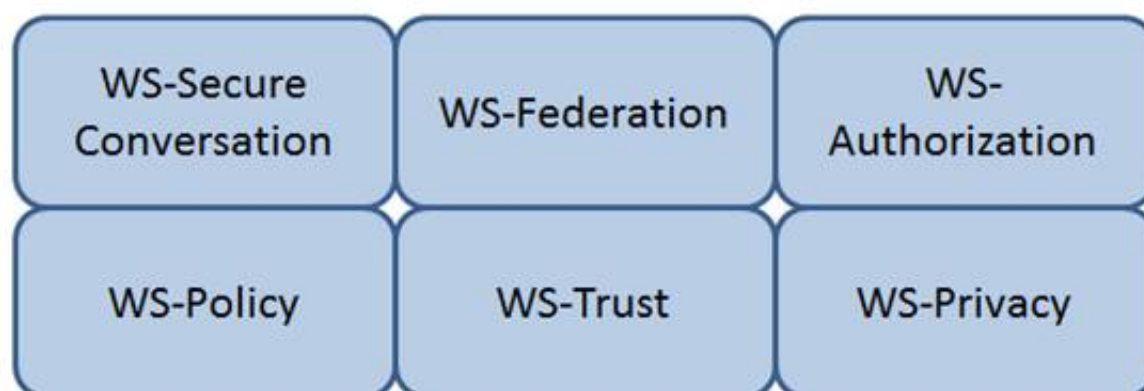 WS-Secure
Conversation
WS-Federation
WS-
Authorization
WS-Policy
WS-Trust
WS-Privacy